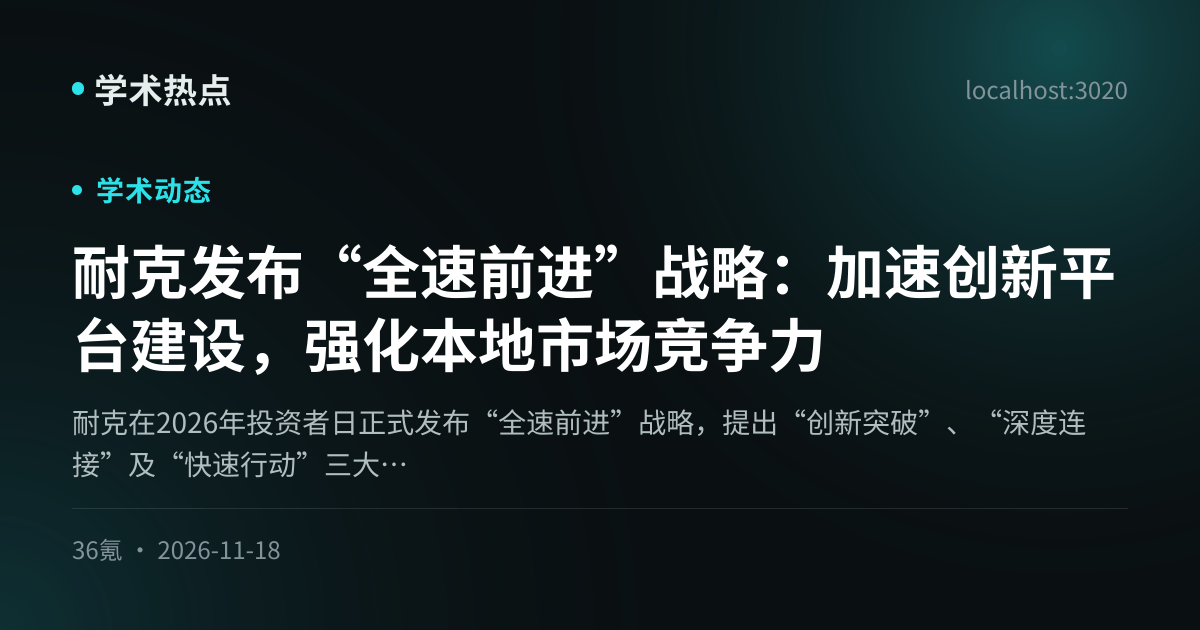 学术热点
localhost:3020
学术动态
耐克发布“全速前进”战略：加速创新平
台建设，强化本地市场竞争力
耐克在2026年投资者日正式发布“全速前进”战略，提出“创新突破”、“深度连
接”及“快速行动”三大…
36氪 · 2026-11-18